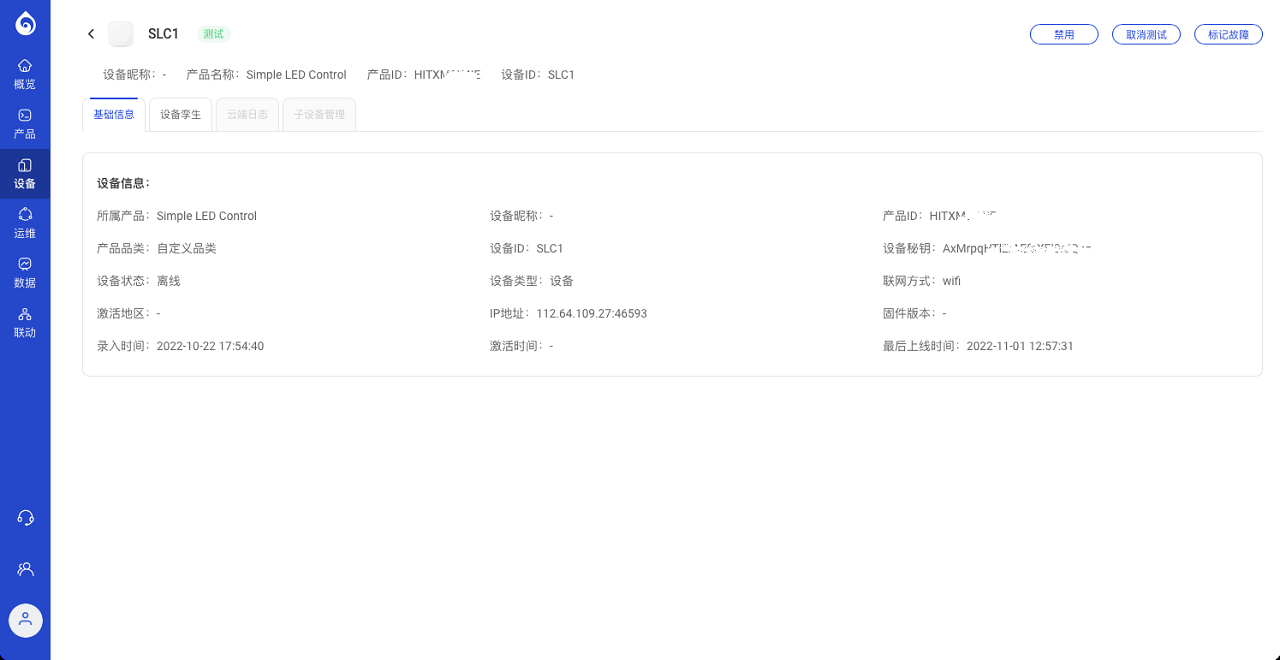 SLC1 测试 禁用 取消测试 标记故障
概览
产品
设备
运维
数据
联动
设备昵称：- 产品名称：Simple LED Control 产品ID： 设备ID：SLC1
基础信息 设备孪生 云端日志 子设备管理
设备信息：
所属产品：Simple LED Control 设备昵称：- 产品ID：
产品品类：自定义品类 设备ID：SLC1 设备秘钥：
设备状态：离线 设备类型：设备 联网方式：wifi
激活地区：- IP地址：112.64.109.27:46593 固件版本：-
录入时间：2022-10-22 17:54:40 激活时间：- 最后上线时间：2022-11-01 12:57:31